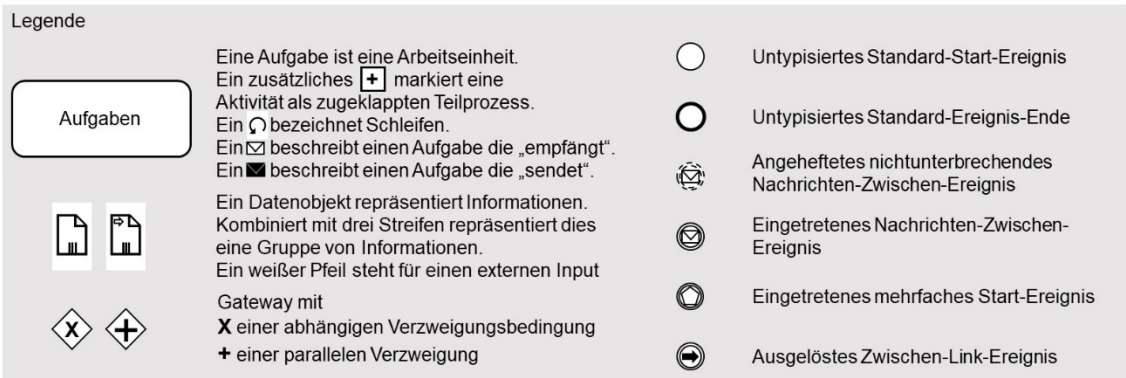 Legende
Aufgaben
Eine Aufgabe ist eine Arbeitseinheit.
Ein zusätzliches + markiert eine
Aktivität als zugeklappten Teilprozess.
Ein bezeichnet Schleifen.
Ein beschreibt einen Aufgabe die „empfängt“.
Ein beschreibt einen Aufgabe die „sendet“.
Ein Datenobjekt repräsentiert Informationen.
Kombiniert mit drei Streifen repräsentiert dies
eine Gruppe von Informationen.
Ein weißer Pfeil steht für einen externen Input
X +
Gateway mit
X einer abhängigen Verzweigungsbedingung
+ einer parallelen Verzweigung
Untypisiertes Standard-Start-Ereignis
Untypisiertes Standard-Ereignis-Ende
Angeheftetes nichtunterbrechendes
Nachrichten-Zwischen-Ereignis
Eingetretenes Nachrichten-Zwischen-
Ereignis
Eingetretenes mehrfaches Start-Ereignis
Ausgelöstes Zwischen-Link-Ereignis